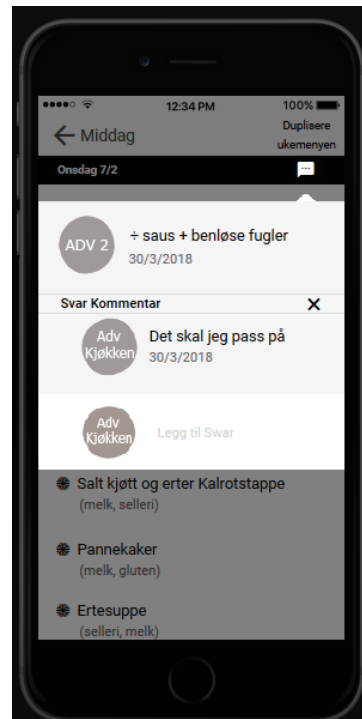 12:34 PM
100%
Middag
Duplisere
ukemenyen
Onsdag 7/2
ADV 2
÷ saus + benløse fugler
30/3/2018
Svar Kommentar
Adv
Kjøkken
Det skal jeg pass på
30/3/2018
Adv
Kjøkken
Legg til Swar
Salt kjøtt og erter Kalrotstappe
(melk, selleri)
Pannekaker
(melk, gluten)
Ertesuppe
(selleri, melk)